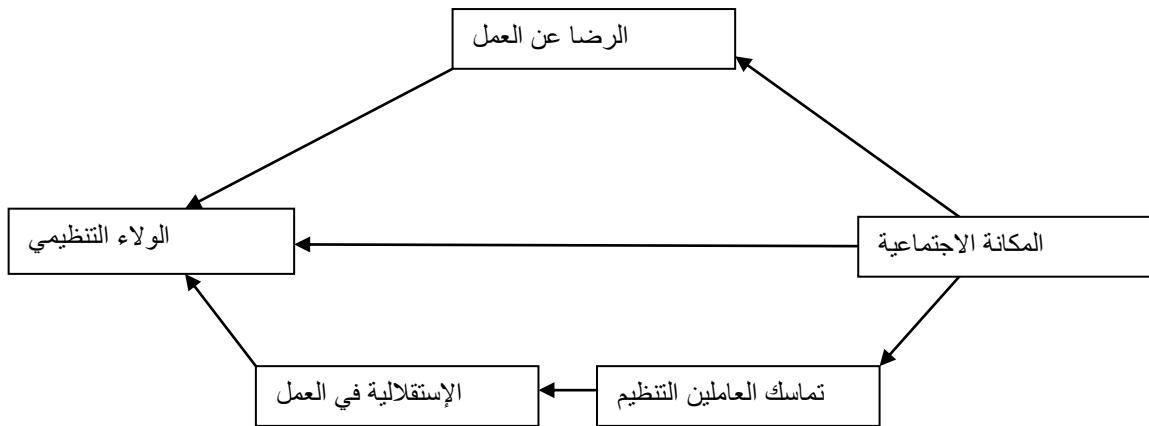 الرضا عن العمل
المكانة الاجتماعية
الولاء التنظيمي
تماسك العاملين التنظيم
الإستقلالية في العمل